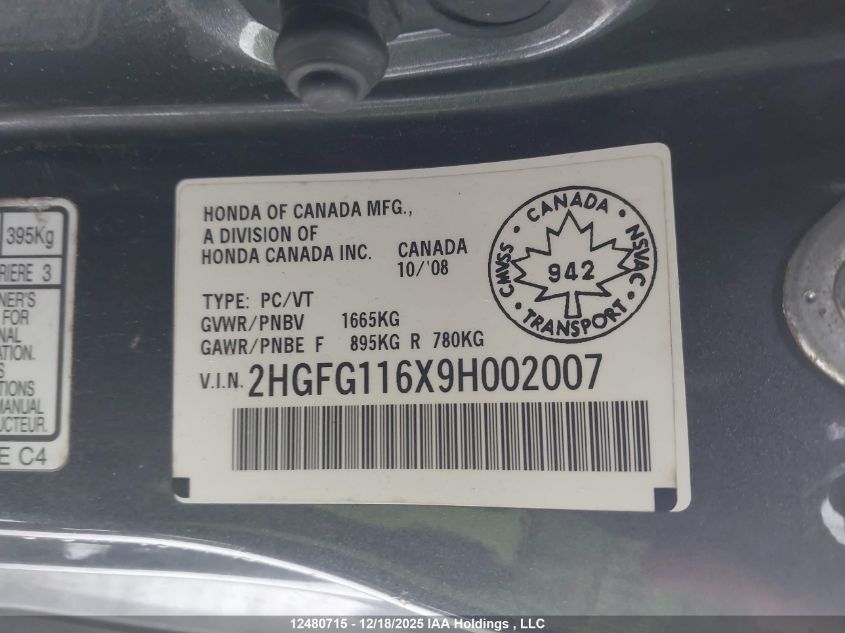 395Kg
RIERE 3
NER'S
FOR
NAL
ATION.
S
TIONS
MANUAL
UCTEUR.
E C4
HONDA OF CANADA MFG.,
A DIVISION OF
HONDA CANADA INC. CANADA
10/'08
TYPE: PC/VT
GVWR/PNBV 1665KG
GAWR/PNBE F 895KG R 780KG
V.I.N. 2HGFG116X9H002007
CANADA
CMVSS · NSVAC
942
TRANSPORT
12480715 - 12/18/2025 IAA Holdings , LLC